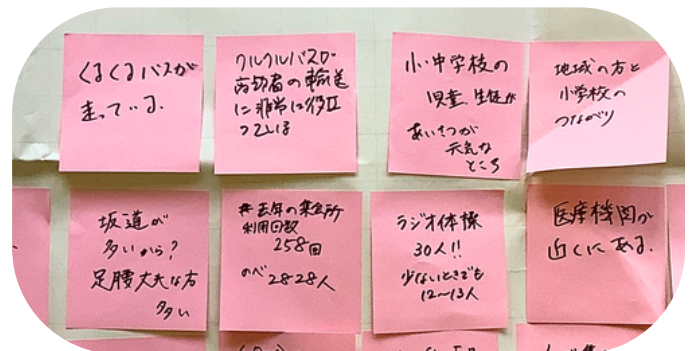 くるくるバスが
走っている.
クルクルバスが
高齢者の輸送
に非常に役立
っている
小・中学校の
児童、生徒が
あいさつが
元気な
ところ
地域の方と
小学校の
つながり
坂道が
多いから?
足腰丈夫な方
多い
去年の集会所
利用回数
258回
のべ2828人
ラジオ体操
30人!!
少ないときでも
12〜13人
医療機関が
近くにある.